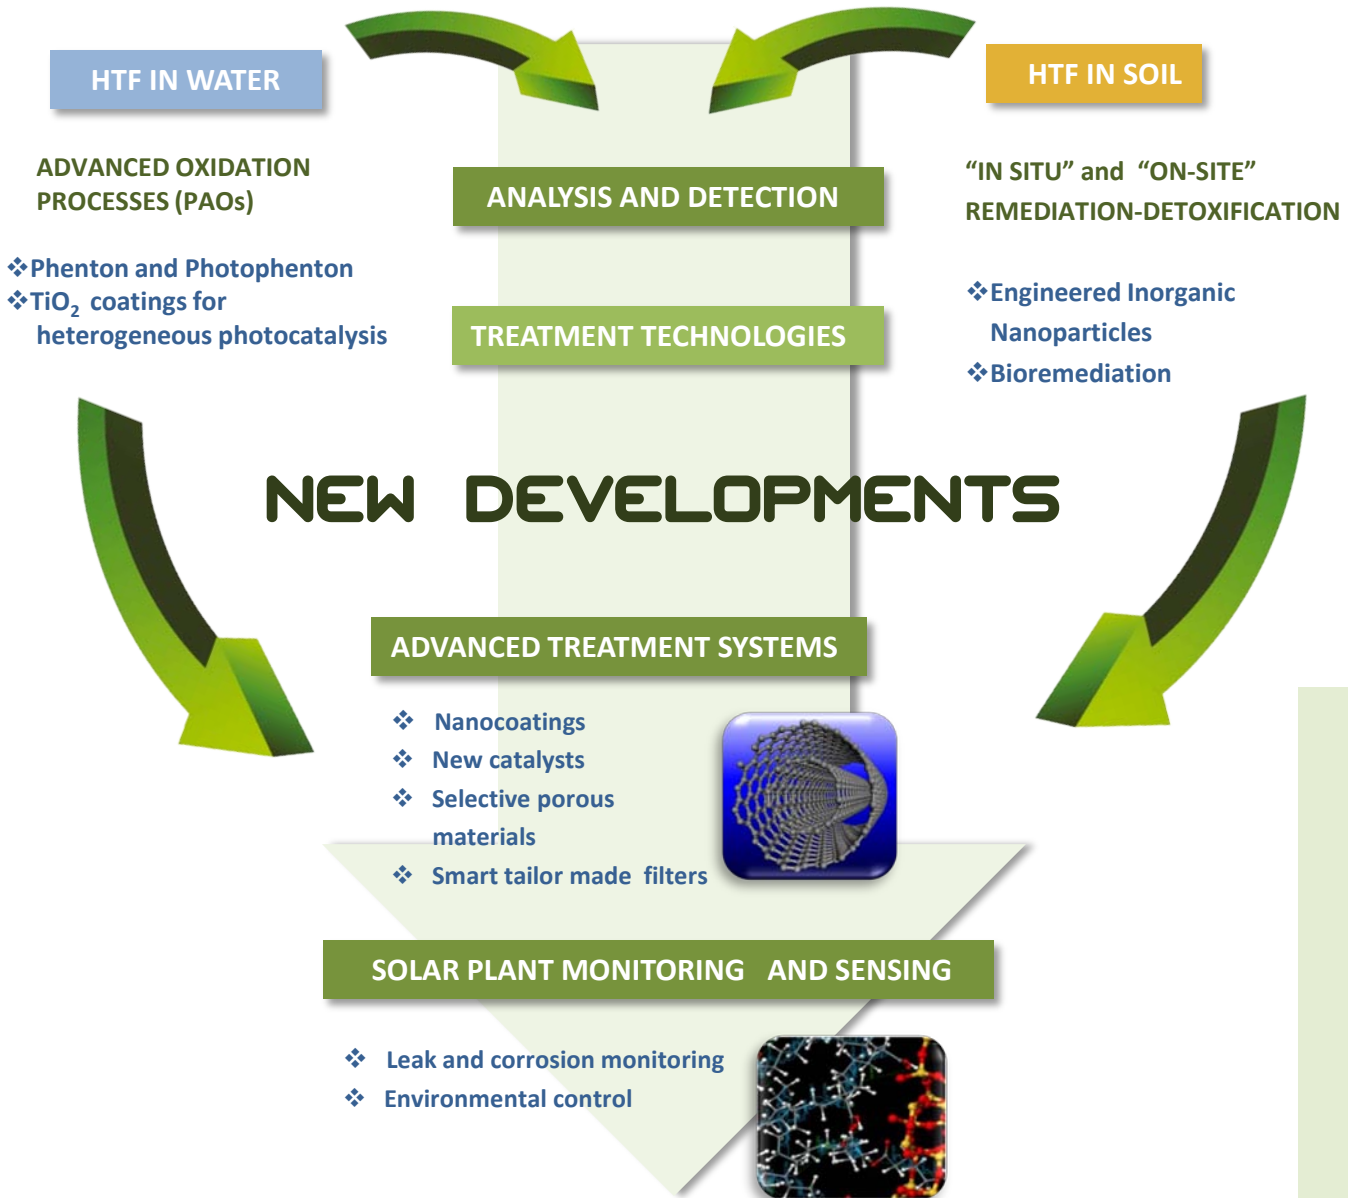 HTF IN WATER
ADVANCED OXIDATION
PROCESSES (PAOs)
❖Phenton and Photophenton
❖TiO₂ coatings for
heterogeneous photocatalysis
HTF IN SOIL
“IN SITU” and “ON-SITE”
REMEDIATION-DETOXIFICATION
❖Engineered Inorganic
Nanoparticles
❖Bioremediation
ANALYSIS AND DETECTION
TREATMENT TECHNOLOGIES
NEW DEVELOPMENTS
ADVANCED TREATMENT SYSTEMS
❖ Nanocoatings
❖ New catalysts
❖ Selective porous
materials
❖ Smart tailor made filters
SOLAR PLANT MONITORING AND SENSING
❖ Leak and corrosion monitoring
❖ Environmental control